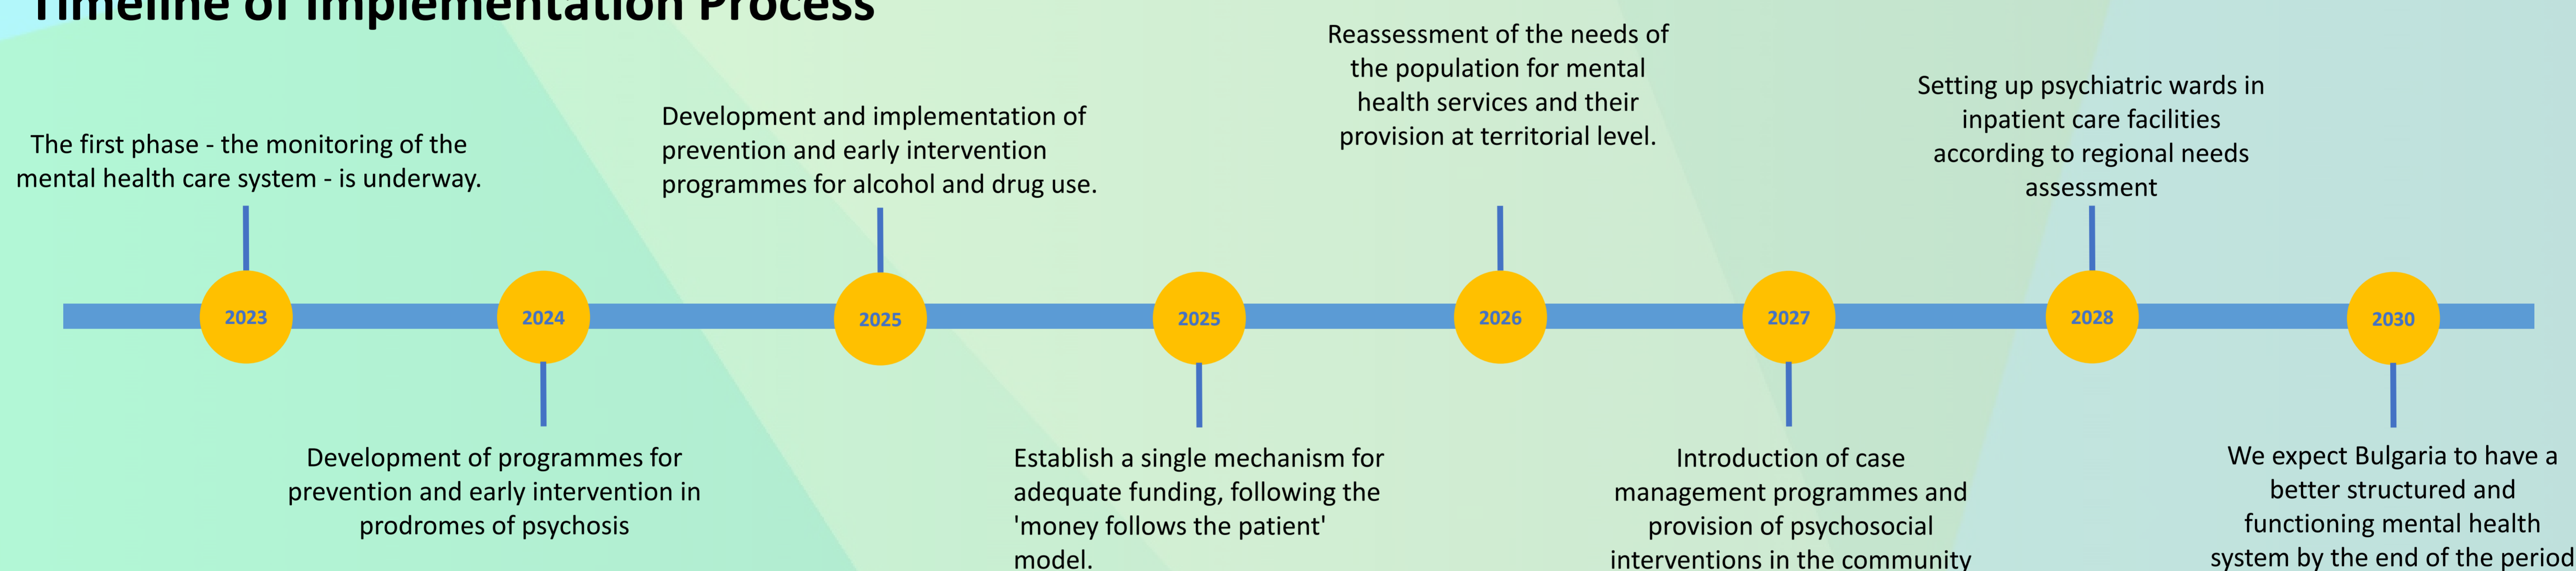 Timeline of Implementation Process
The first phase - the monitoring of the
mental health care system - is underway.
Development and implementation of
prevention and early intervention
programmes for alcohol and drug use.
Reassessment of the needs of
the population for mental
health services and their
provision at territorial level.
Setting up psychiatric wards in
inpatient care facilities
according to regional needs
assessment
2023
2024
2025
2025
2026
2027
2028
2030
Development of programmes for
prevention and early intervention in
prodromes of psychosis
Establish a single mechanism for
adequate funding, following the
'money follows the patient'
model.
Introduction of case
management programmes and
provision of psychosocial
interventions in the community
We expect Bulgaria to have a
better structured and
functioning mental health
system by the end of the period